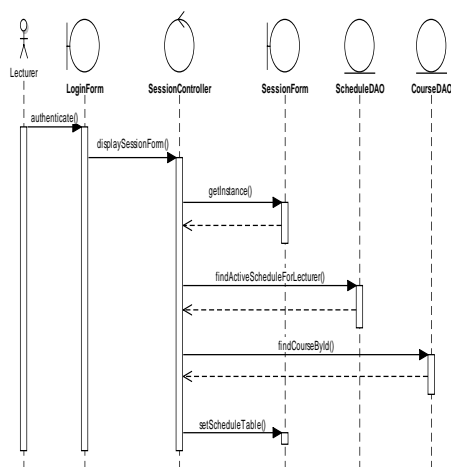 Lecturer
LoginForm
SessionController
SessionForm
ScheduleDAO
CourseDAO
authenticate()
displaySessionForm()
getInstance()
findActiveScheduleForLecturer()
findCourseById()
setScheduleTable()